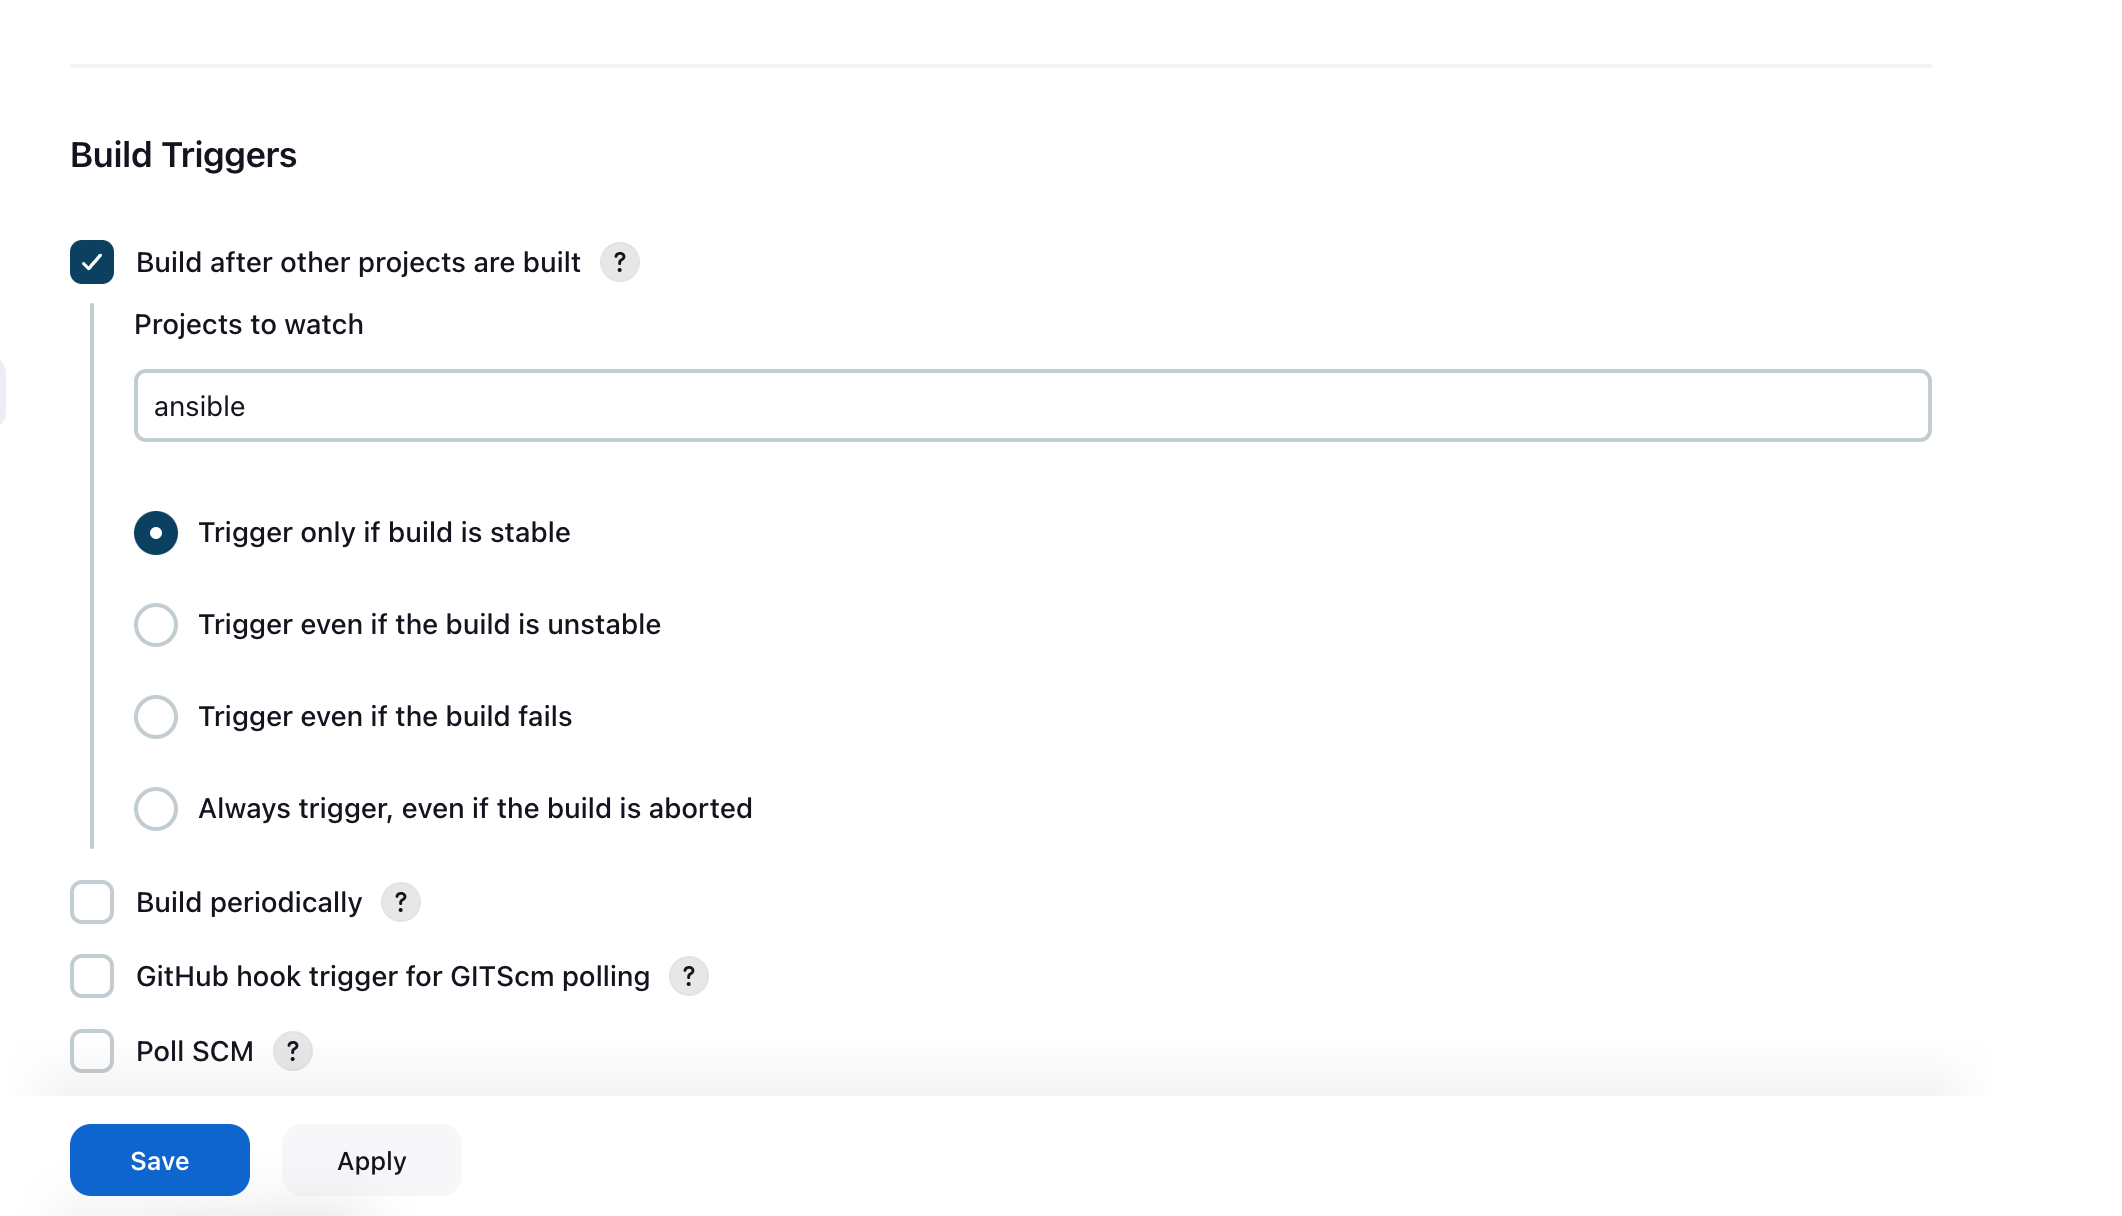 Build Triggers
Build after other projects are built ?
Projects to watch
ansible
Trigger only if build is stable
Trigger even if the build is unstable
Trigger even if the build fails
Always trigger, even if the build is aborted
Build periodically ?
GitHub hook trigger for GITScm polling ?
Poll SCM ?
Save Apply